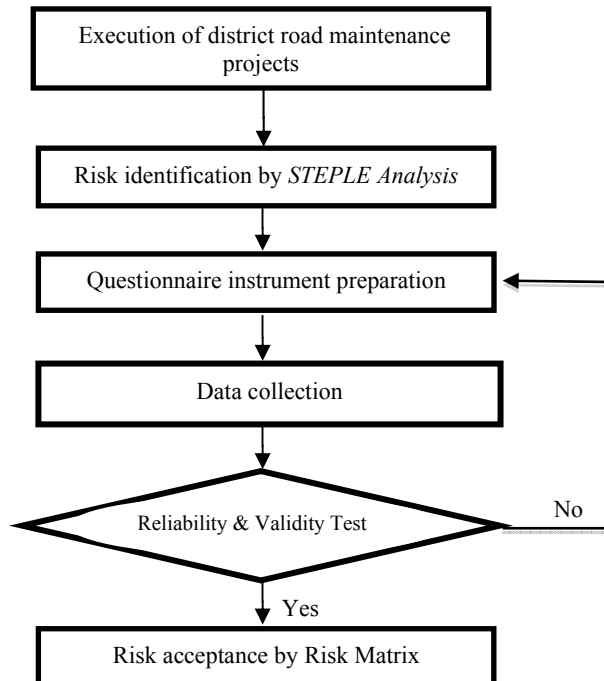 Execution of district road maintenance
projects
Risk identification by STEPLE Analysis
Questionnaire instrument preparation
Data collection
Reliability & Validity Test
No
Yes
Risk acceptance by Risk Matrix